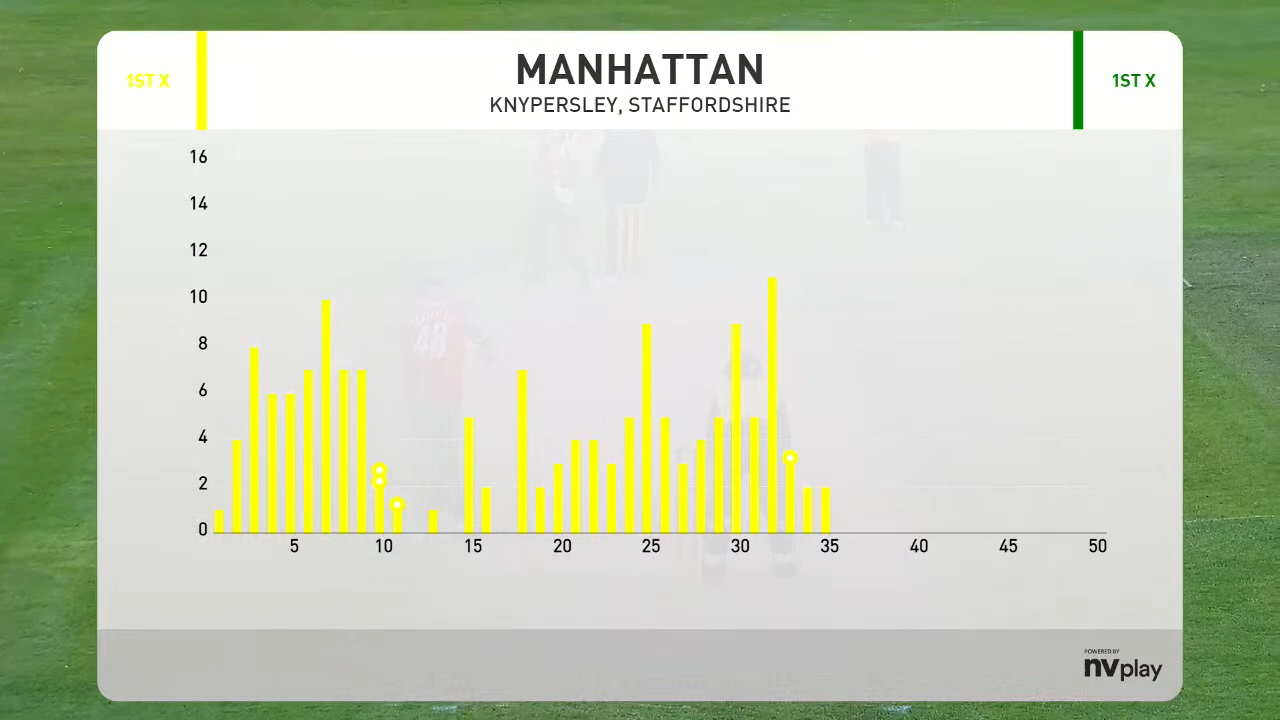 1ST X
MANHATTAN
KNYPERSLEY, STAFFORDSHIRE
1ST X
16
14
12
10
8
6
4
2
0
5 10 15 20 25 30 35 40 45 50
48
POWERED BY
nvplay